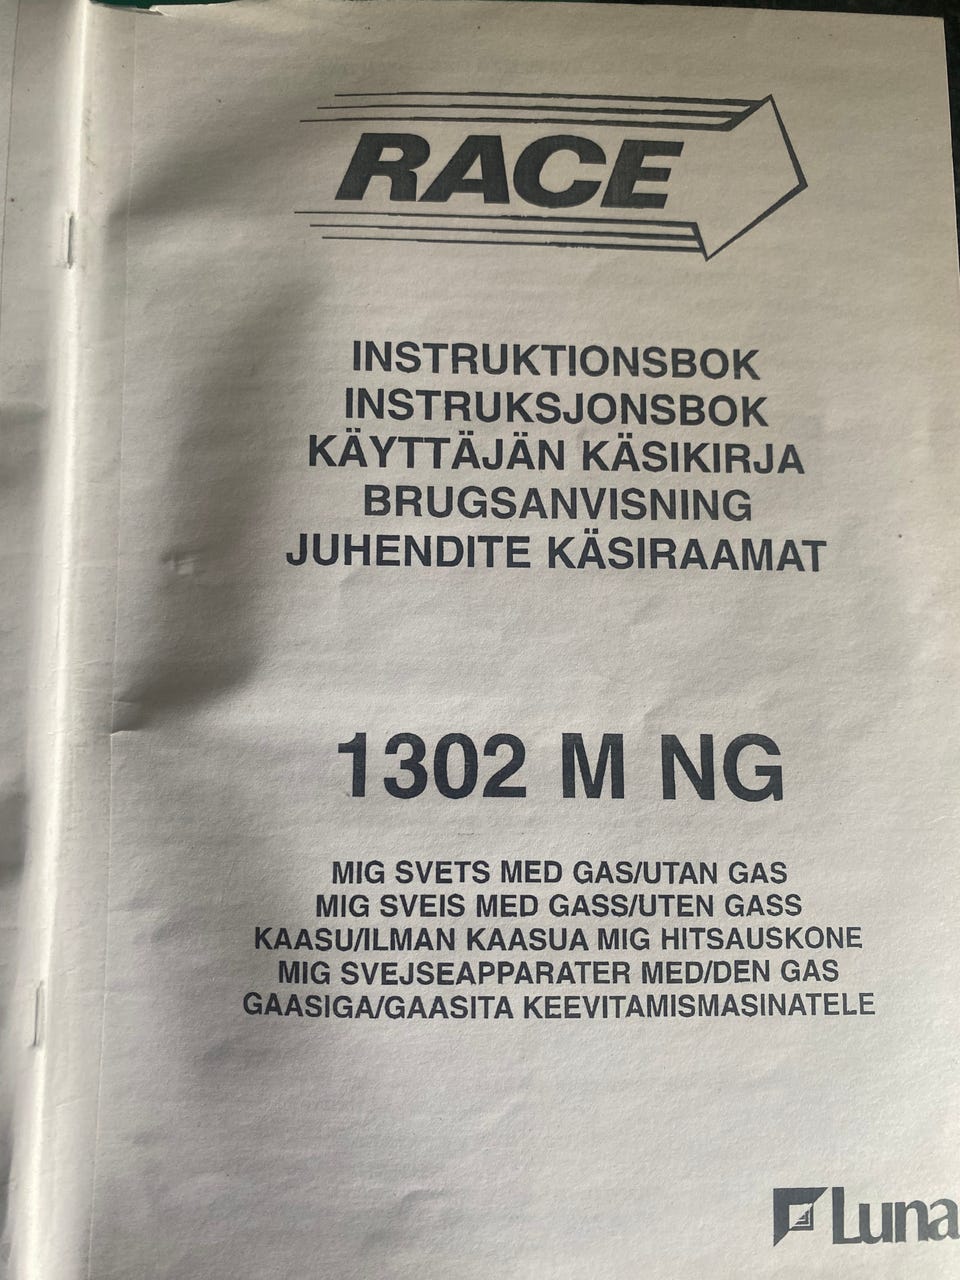 RACE
INSTRUKTIONSBOK
INSTRUKSJONSBOK
KÄYTTÄJÄN KÄSIKIRJA
BRUGSANVISNING
JUHENDITE KÄSIRAAMAT
1302 M NG
MIG SVETS MED GAS/UTAN GAS
MIG SVEIS MED GASS/UTEN GASS
KAASU/ILMAN KAASUA MIG HITSAUSKONE
MIG SVEJSEAPPARATER MED/DEN GAS
GAASIGA/GAASITA KEEVITAMISMASINATELE
Luna